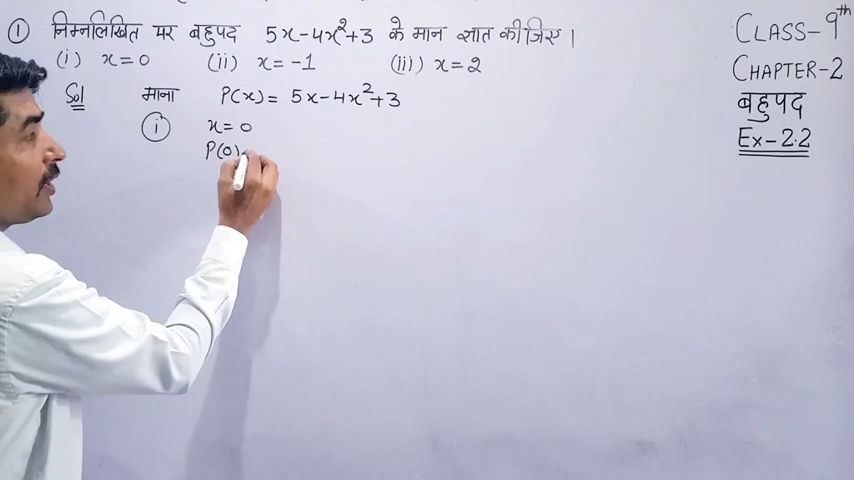 ① निम्नलिखित पर बहुपद 5x-4x²+3 के मान ज्ञात कीजिए।
(i) x=0 (ii) x=-1 (iii) x=2
Sol माना P(x)= 5x-4x²+3
(i) x=0
P(0)
CLASS-9th
CHAPTER-2
बहुपद
Ex-2.2